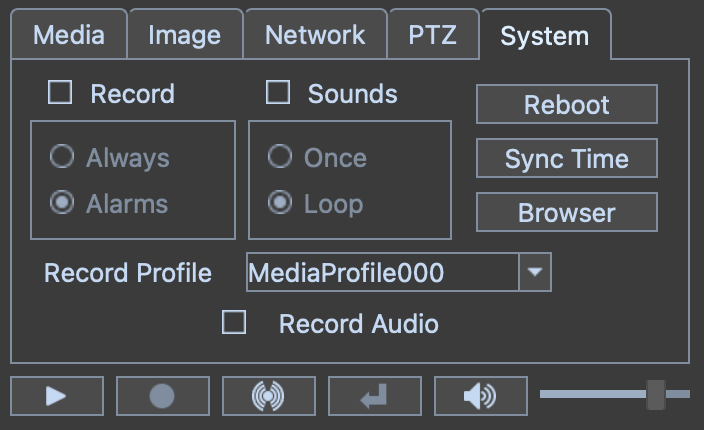 Media Image Network PTZ System
Record Sounds Reboot
Always Once Sync Time
Alarms Loop Browser
Record Profile MediaProfile000
Record Audio